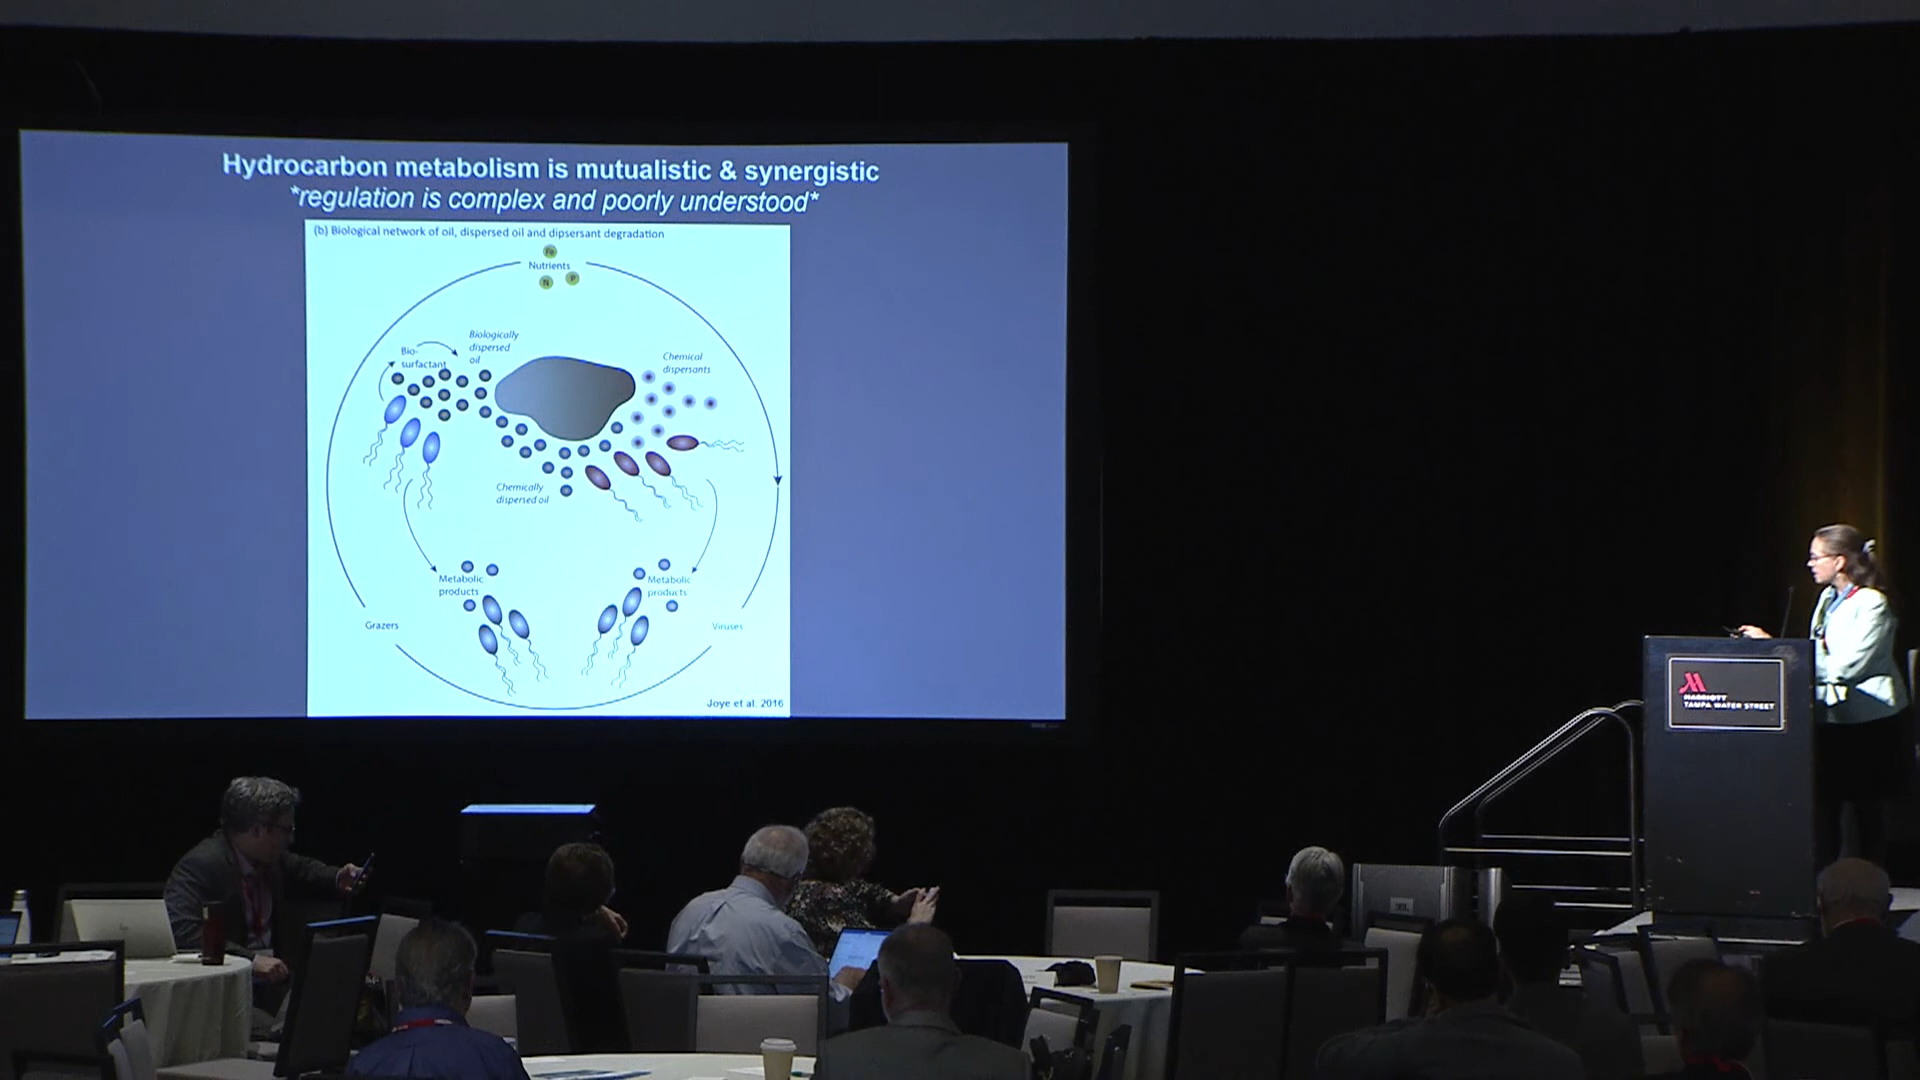 Hydrocarbon metabolism is mutualistic & synergistic
*regulation is complex and poorly understood*
(b) Biological network of oil, dispersed oil and dipsersant degradation
Fe
Nutrients
N P
Biologically
dispersed
oil
Bio-
surfactant
Chemical
dispersants
Chemically
dispersed oil
Metabolic
products
Metabolic
products
Grazers
Viruses
Joye et al. 2016
MARRIOTT
TAMPA WATER STREET
JBL